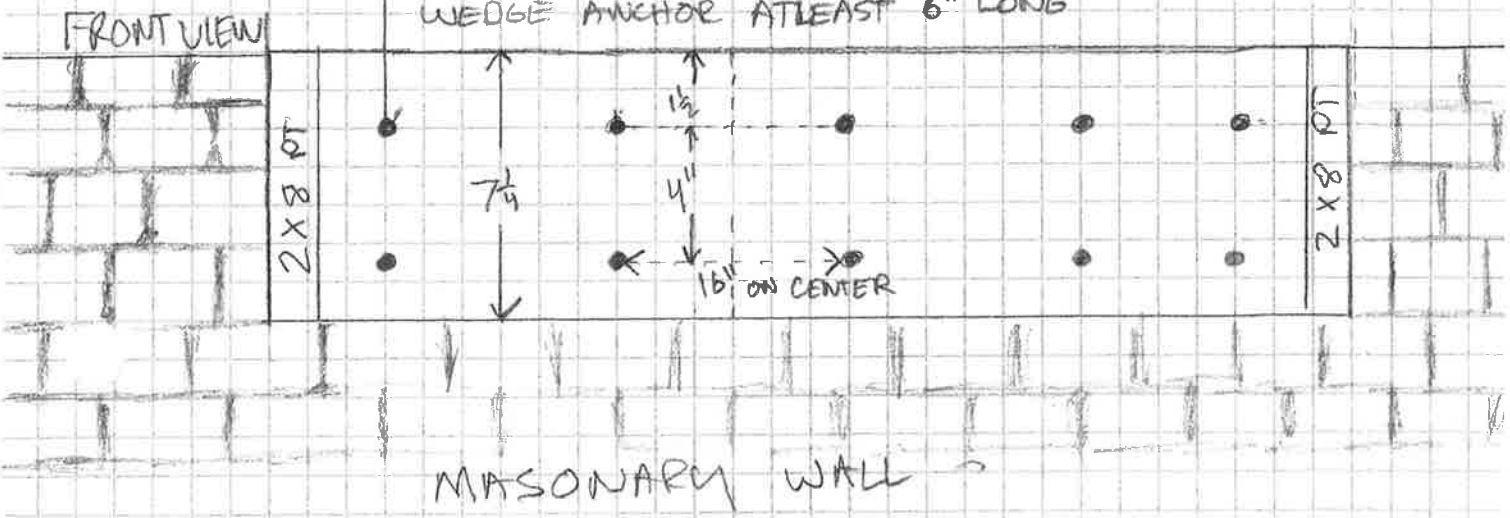 WEDGE ANCHOR ATLEAST 6" LONG
FRONT VIEW
1½
2X8 PT
7¼
4"
2X8 PT
16" ON CENTER
MASONARY WALL